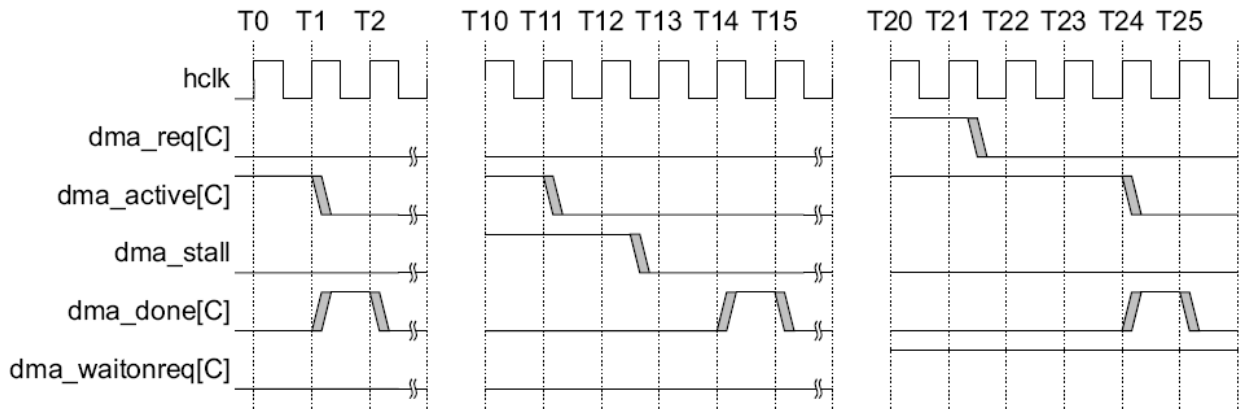 T0 T1 T2 T10 T11 T12 T13 T14 T15 T20 T21 T22 T23 T24 T25
hclk
dma_req[C]
dma_active[C]
dma_stall
dma_done[C]
dma_waitonreq[C]